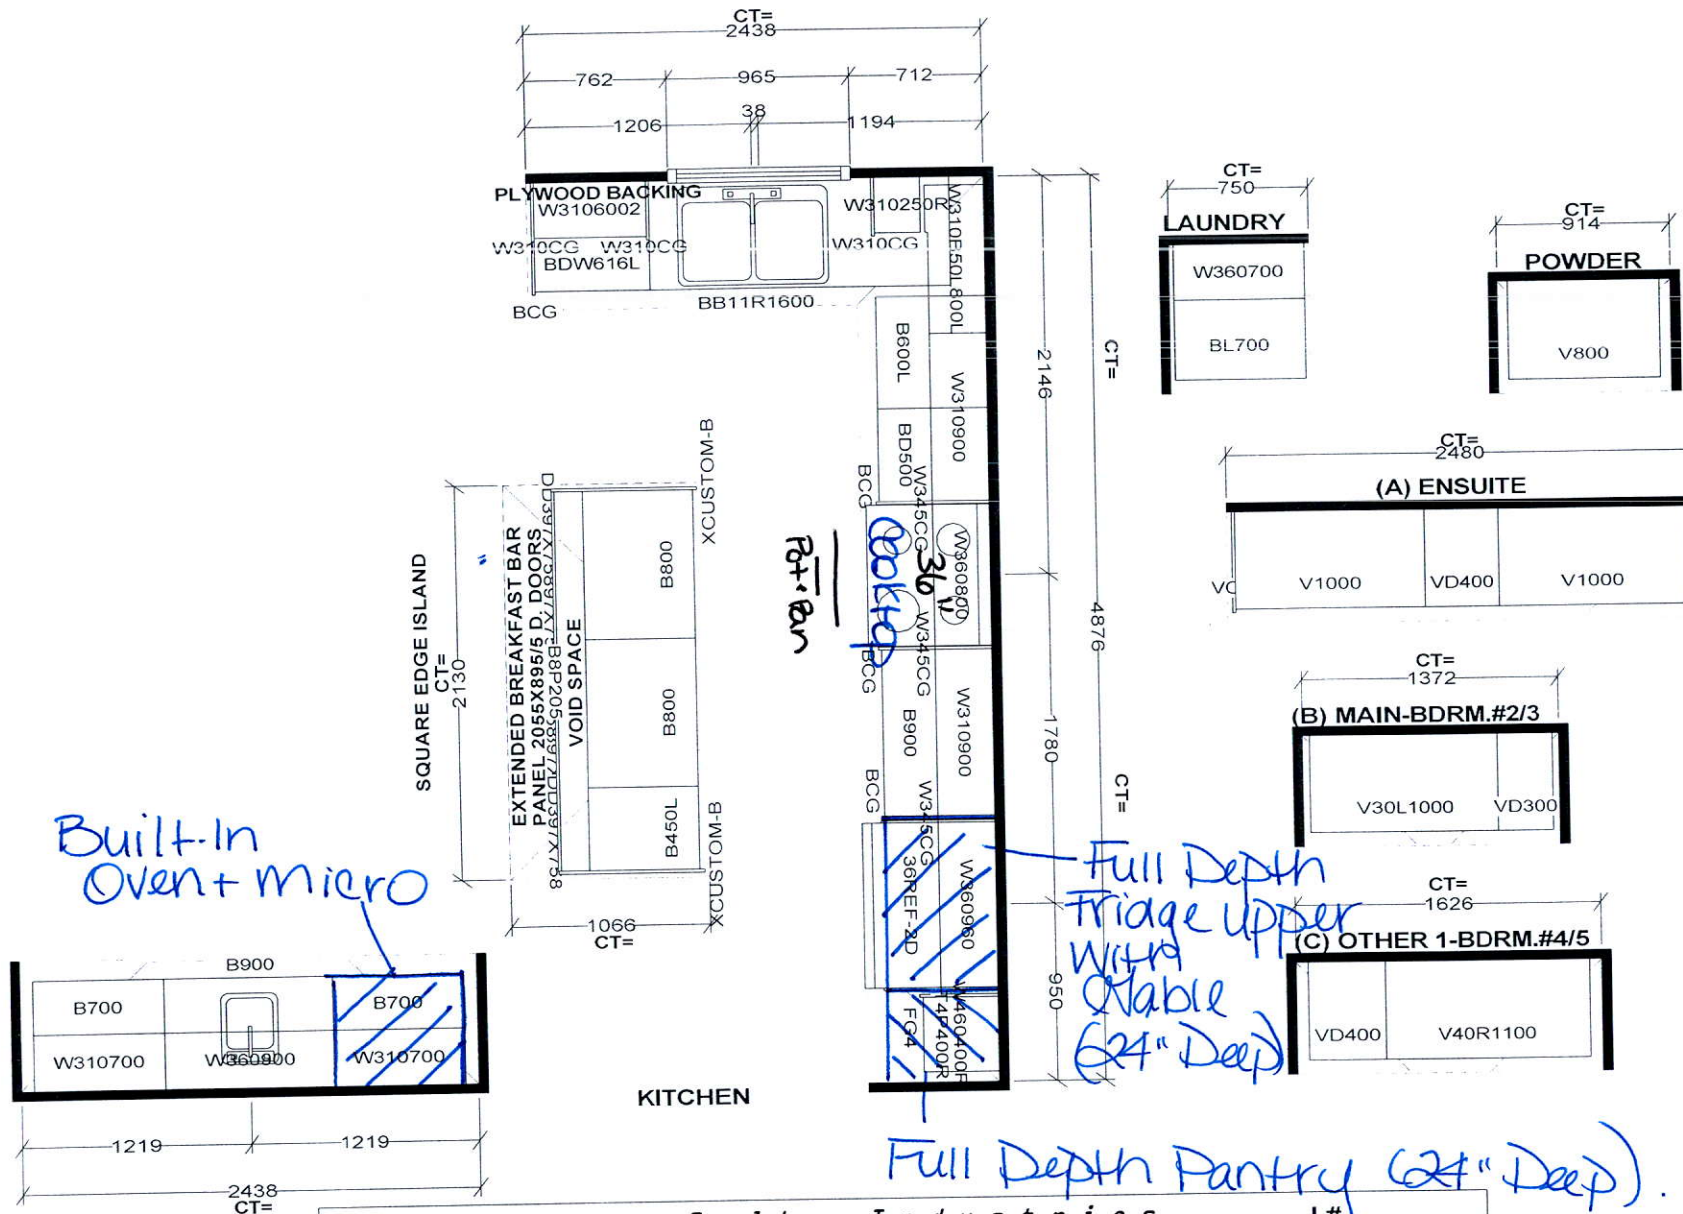 CT=
2438
762
965
712
38
1206
1194
PLYWOOD BACKING
W3106002
W310CG
W310CG
BDW616L
BCG
BB11R1600
W310250R
W310CG
800L
B600L
W310900
BD500
BCG
W345CG
W360800
Cooktop
36"
Pot+Pan
W345CG
BCG
B900
W310900
BCG
W345CG
36REF-2D
W360960
FG4
W460400R
T4P400R
2146
1780
950
4876
CT=
CT=
SQUARE EDGE ISLAND
CT=
2130
EXTENDED BREAKFAST BAR
PANEL 2055X895/5 D. DOORS
VOID SPACE
B800
B800
B450L
XCUSTOM-B
XCUSTOM-B
1066
CT=
Built-In
Oven + Micro
B900
B700
B700
W310700
W360900
W310700
1219
1219
2438
CT=
KITCHEN
Full Depth
Fridge Upper
With
Gable
(24" Deep)
Full Depth Pantry (24" Deep).
CT=
750
LAUNDRY
W360700
BL700
CT=
914
POWDER
V800
CT=
2480
(A) ENSUITE
V1000
VD400
V1000
CT=
1372
(B) MAIN-BDRM.#2/3
V30L1000
VD300
CT=
1626
(C) OTHER 1-BDRM.#4/5
VD400
V40R1100